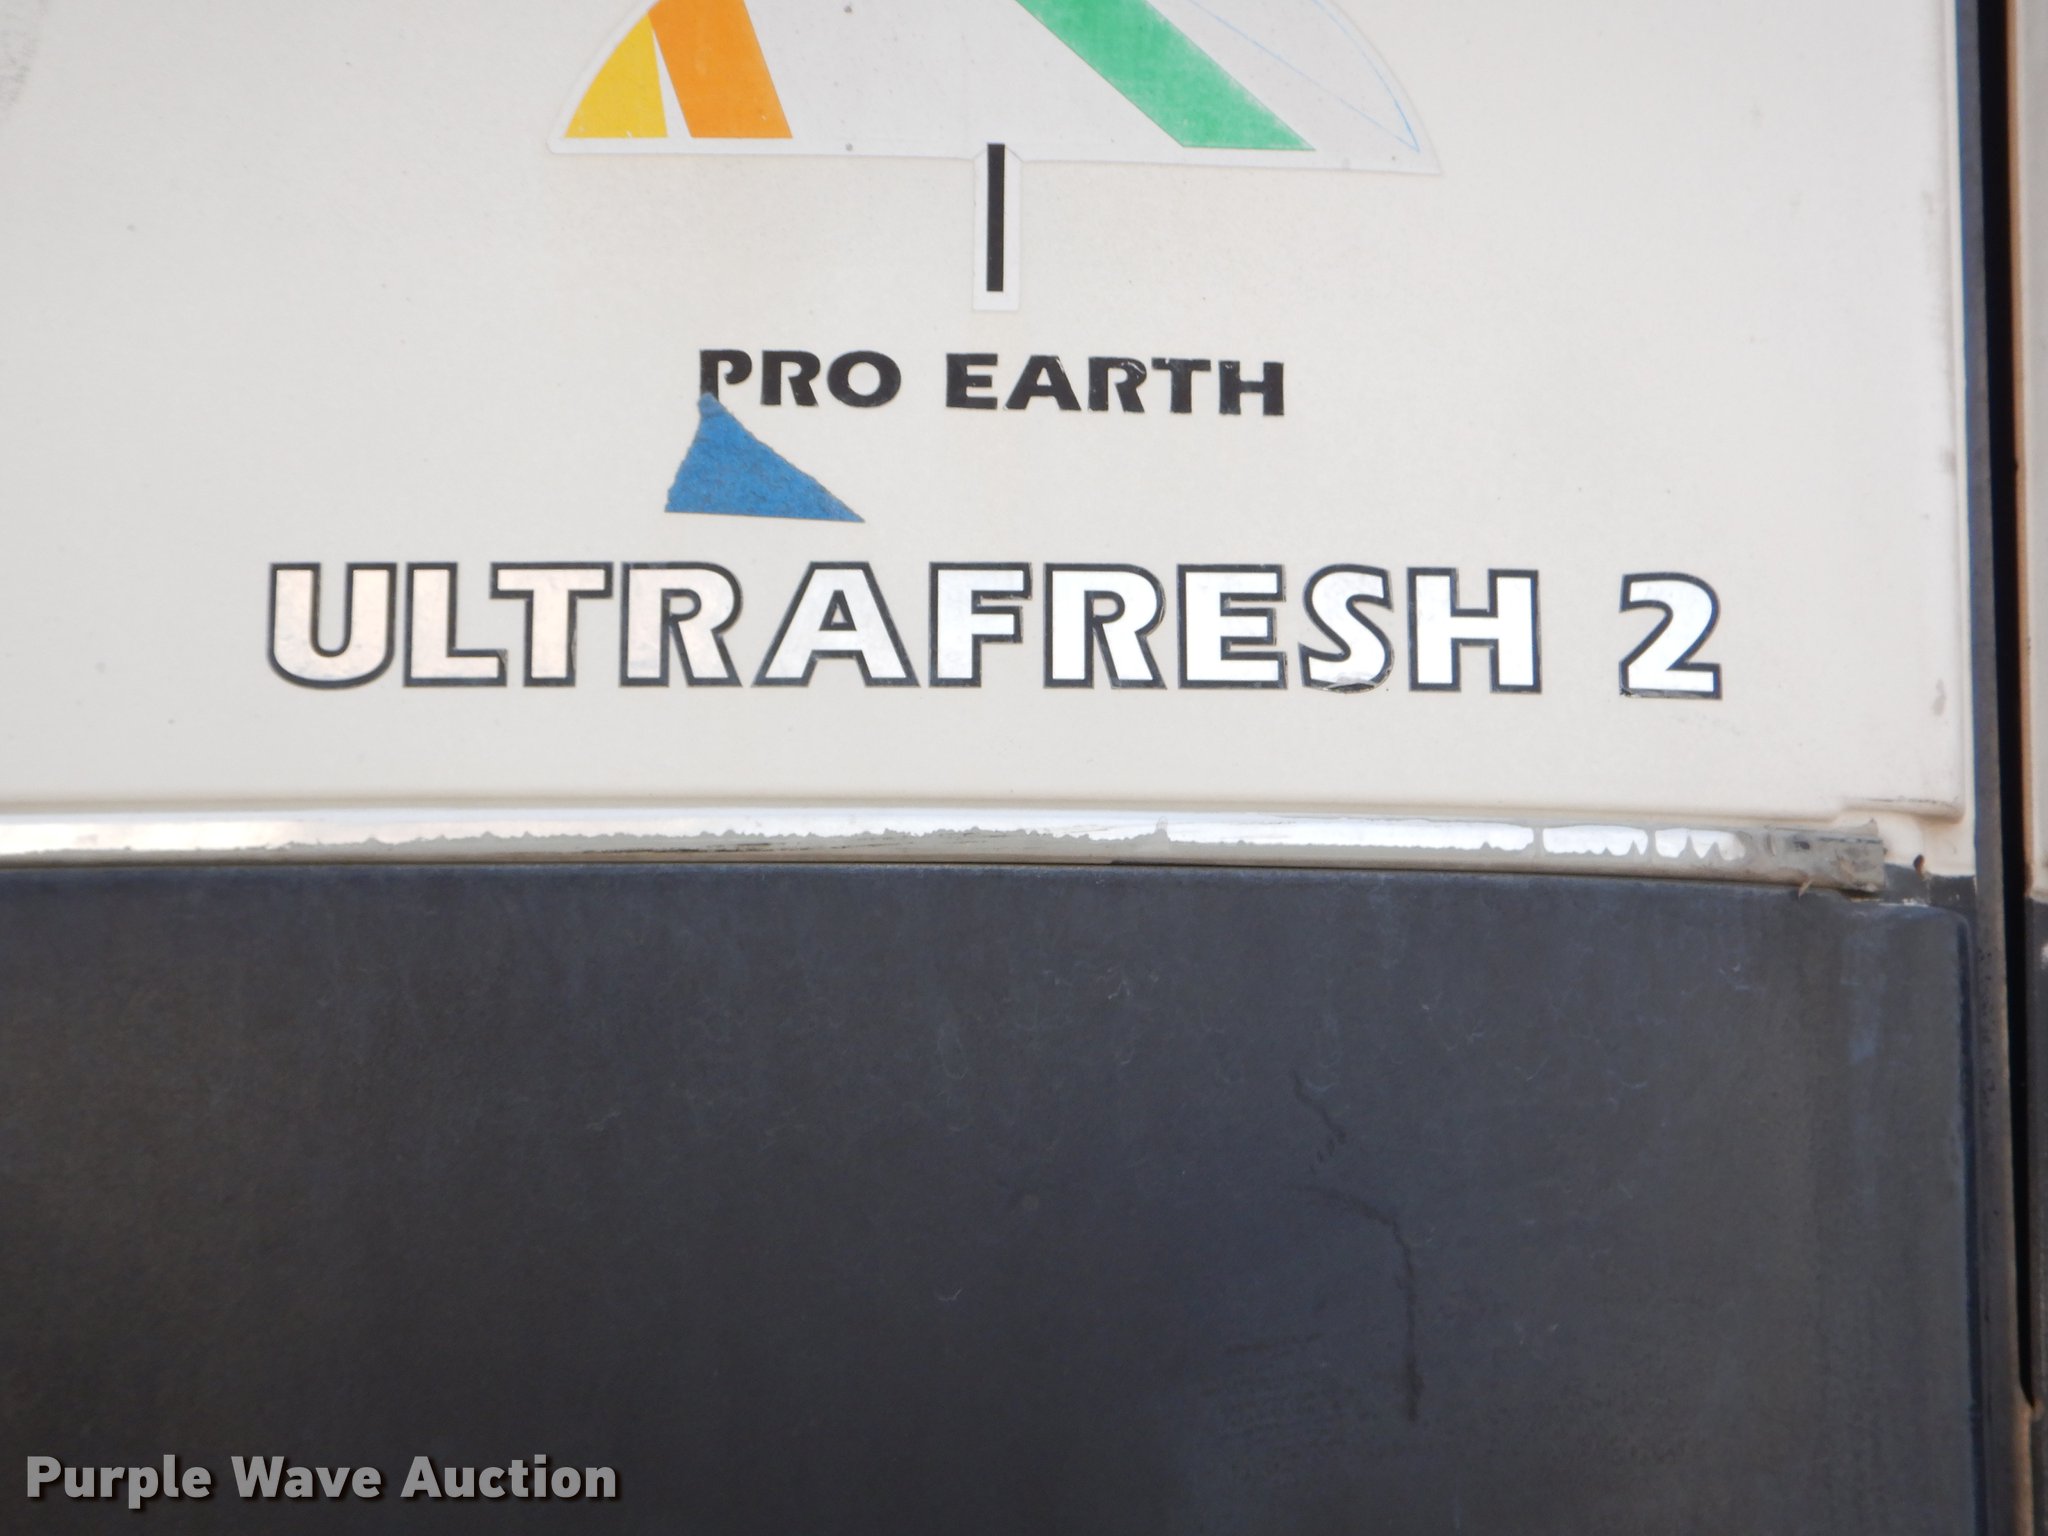 PRO EARTH
ULTRAFRESH 2
Purple Wave Auction